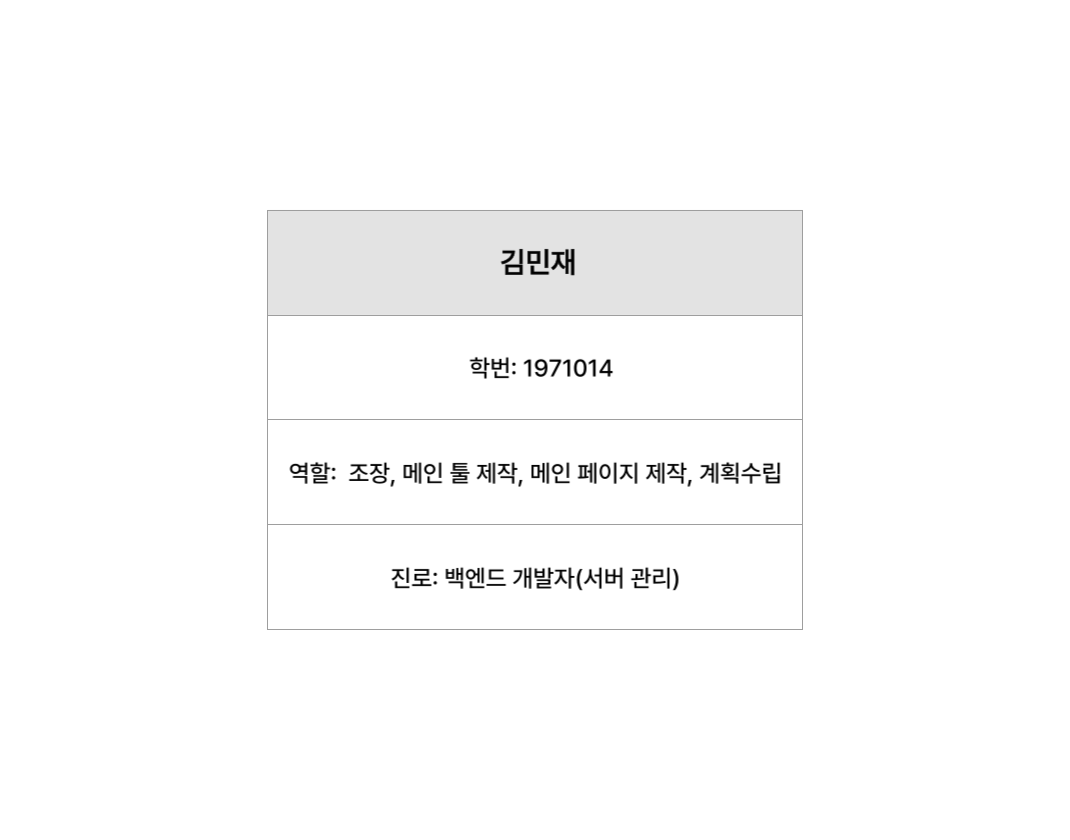 김민재
학번: 1971014
역할:  조장, 메인 툴 제작, 메인 페이지 제작, 계획수립
진로: 백엔드 개발자(서버 관리)